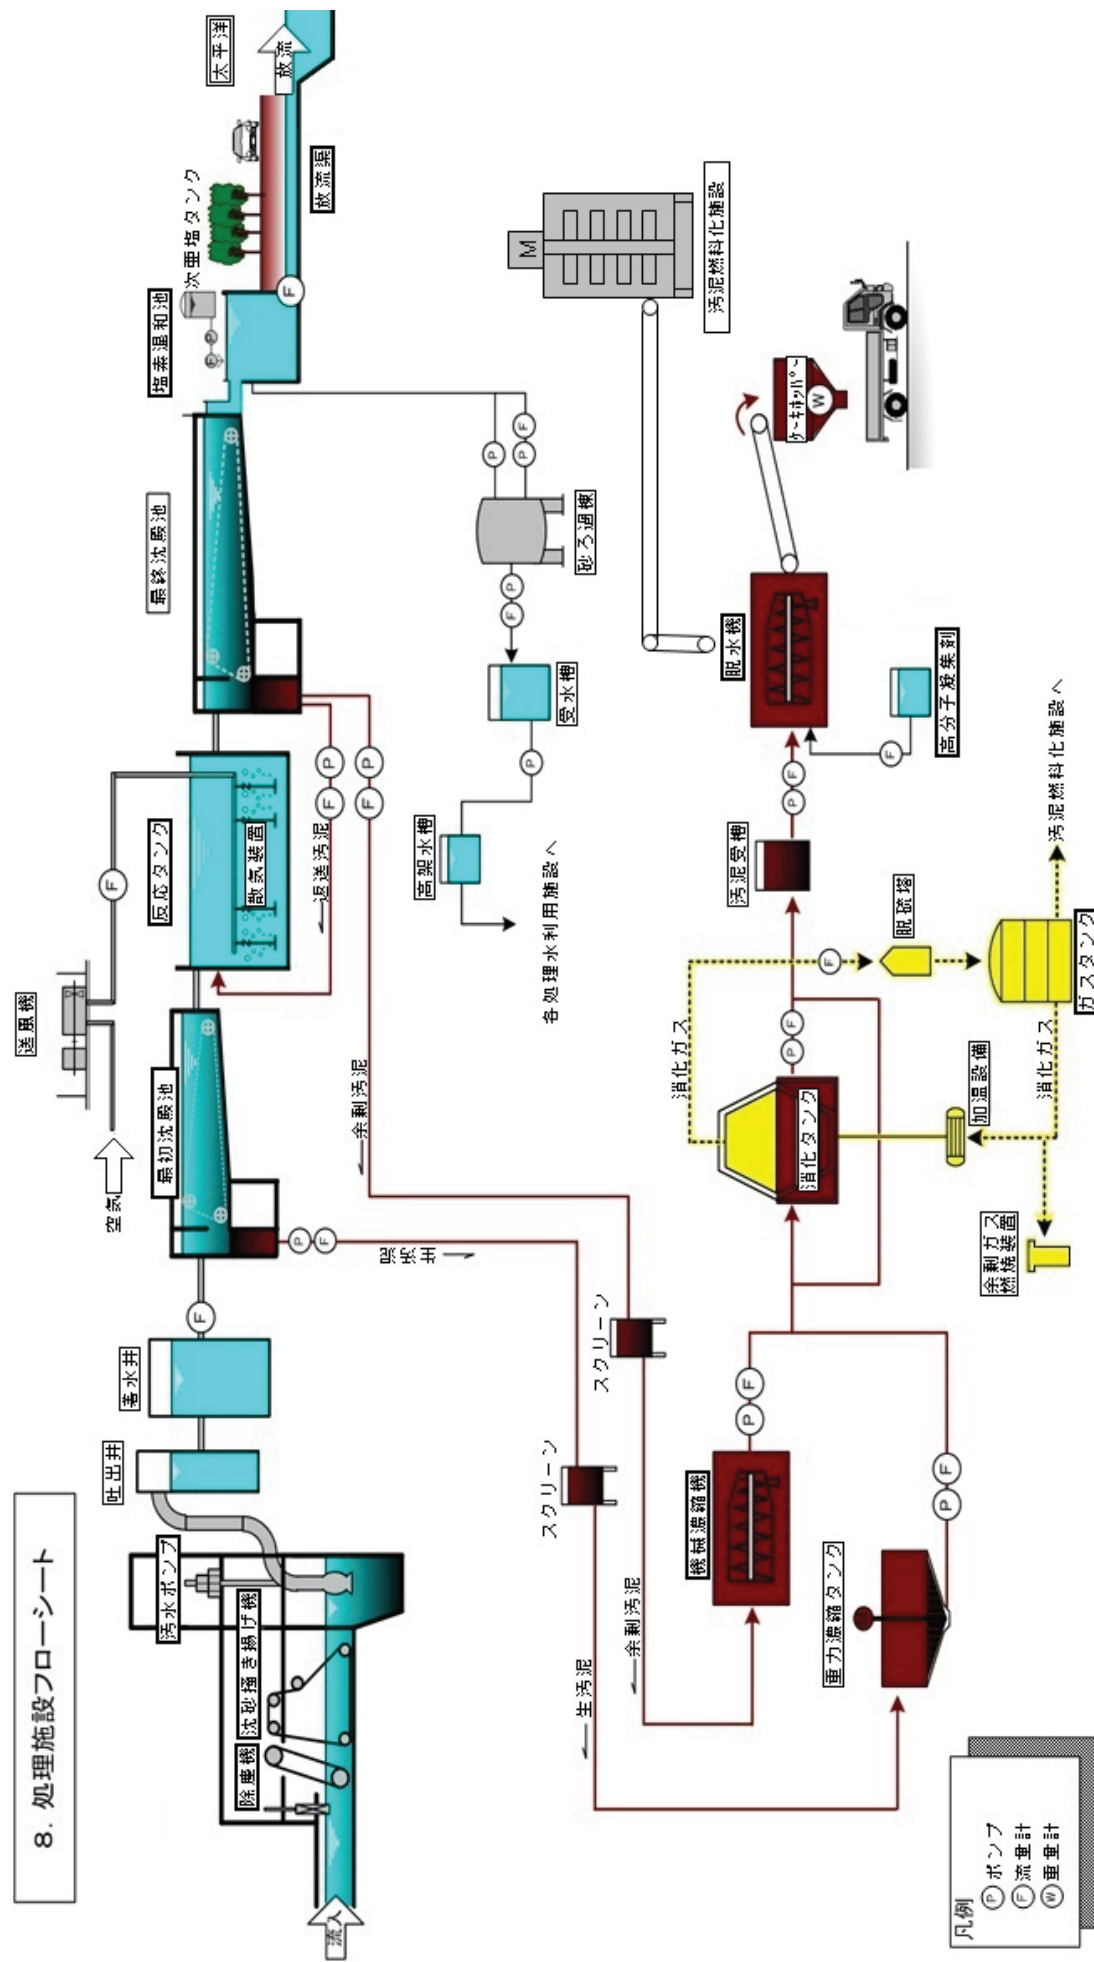 8. 処理施設フローシート
流入
除塵機
沈砂掻き揚げ機
汚水ポンプ
吐出井
着水井
F
空気
送風機
F
最初沈殿池
反応タンク
散気装置
最終沈殿池
塩素混和池
次亜塩タンク
P
F
F
太平洋
放流
放流渠
P
F
生汚泥
余剰汚泥
返送汚泥
F
P
F
P
P
P
F
砂ろ過棟
P
F
受水槽
P
高架水槽
各処理水利用施設へ
スクリーン
スクリーン
生汚泥
余剰汚泥
機械濃縮機
P
F
重力濃縮タンク
P
F
消化タンク
P
F
消化ガス
F
脱硫塔
ガスタンク
汚泥燃料化施設へ
消化ガス
加温設備
余剰ガス
燃焼装置
汚泥受槽
P
F
脱水機
F
高分子凝集剤
ケーキホッパー
W
M
汚泥燃料化施設
凡例
P ポンプ
F 流量計
W 重量計